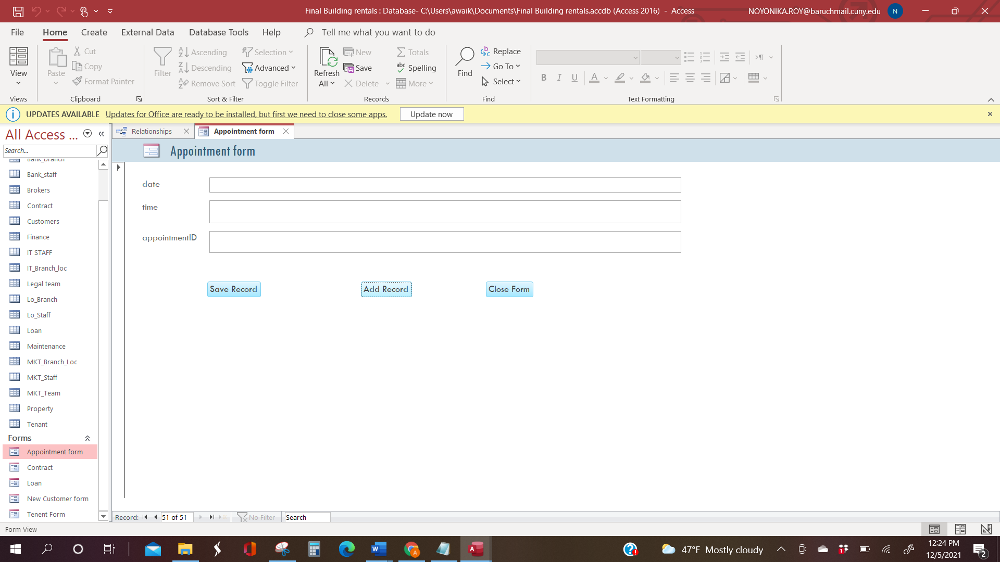 Final Building rentals : Database- C:\Users\awaik\Documents\Final Building rentals.accdb (Access 2016)  -  Access
NOYONIKA.ROY@baruchmail.cuny.edu
N
File Home Create External Data Database Tools Help Tell me what you want to do
View
Views
Paste
Cut
Copy
Format Painter
Clipboard
Filter
Ascending
Descending
Remove Sort
Selection
Advanced
Toggle Filter
Sort & Filter
Refresh
All
New
Save
Delete
Totals
Spelling
More
Records
Find
Replace
Go To
Select
Find
B I U A
Text Formatting
UPDATES AVAILABLE Updates for Office are ready to be installed, but first we need to close some apps. Update now
All Access ...
Search...
Bank_branch
Bank_staff
Brokers
Contract
Customers
Finance
IT STAFF
IT_Branch_loc
Legal team
Lo_Branch
Lo_Staff
Loan
Maintenance
MKT_Branch_Loc
MKT_Staff
MKT_Team
Property
Tenant
Forms
Appointment form
Contract
Loan
New Customer form
Tenent Form
Relationships
Appointment form
Appointment form
date
time
appointmentID
Save Record Add Record Close Form
Record: 51 of 51 No Filter Search
Form View
47°F Mostly cloudy
1
12:24 PM
12/5/2021
2